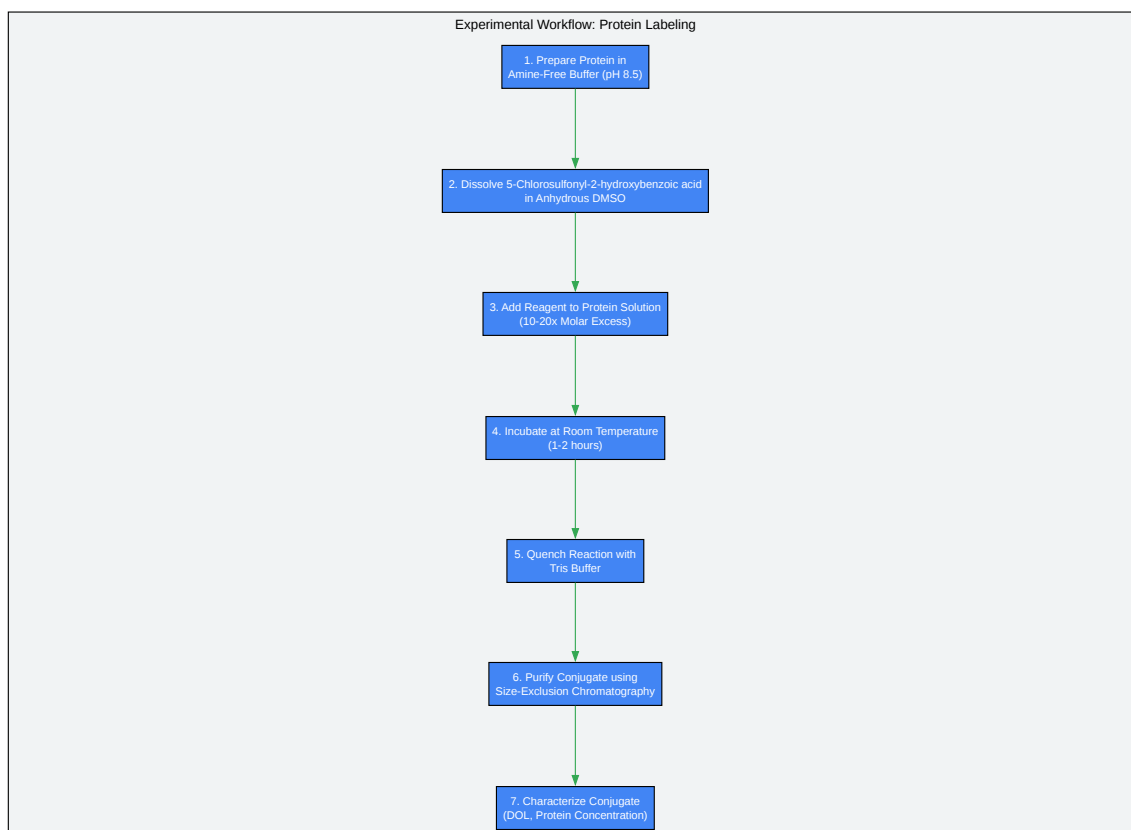 Experimental Workflow: Protein Labeling
1. Prepare Protein in
Amine-Free Buffer (pH 8.5)
2. Dissolve 5-Chlorosulfonyl-2-hydroxybenzoic acid
in Anhydrous DMSO
3. Add Reagent to Protein Solution
(10-20x Molar Excess)
4. Incubate at Room Temperature
(1-2 hours)
5. Quench Reaction with
Tris Buffer
6. Purify Conjugate using
Size-Exclusion Chromatography
7. Characterize Conjugate
(DOL, Protein Concentration)